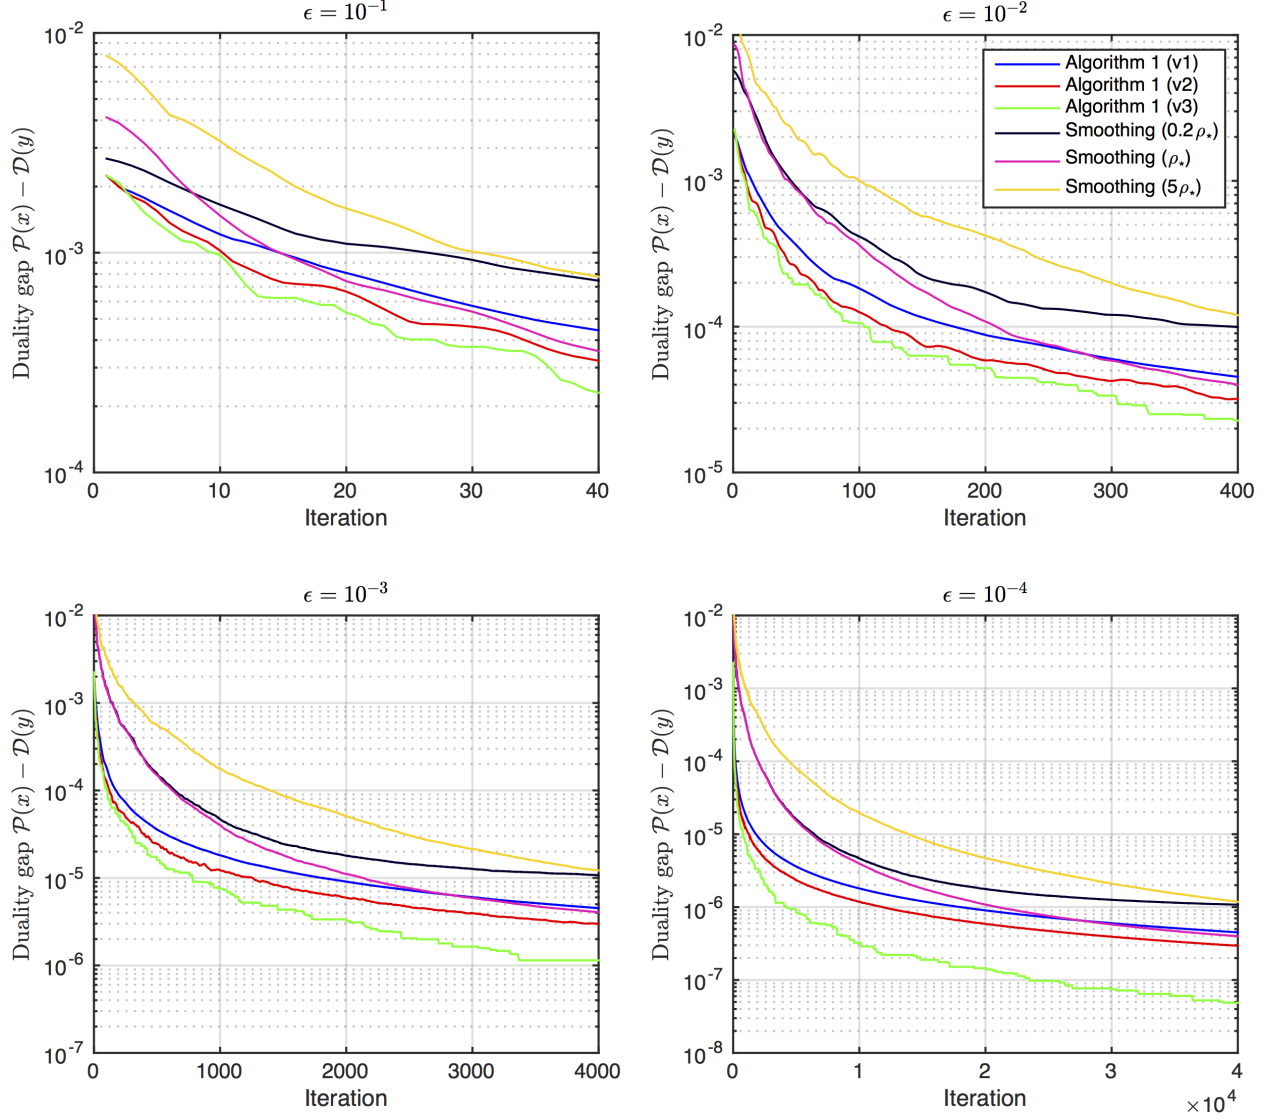 ϵ = 10⁻¹
10⁻²
10⁻³
10⁻⁴
Duality gap 𝒫(x) − 𝒟(y)
0 10 20 30 40
Iteration
ϵ = 10⁻²
10⁻²
10⁻³
10⁻⁴
10⁻⁵
Duality gap 𝒫(x) − 𝒟(y)
Algorithm 1 (v1)
Algorithm 1 (v2)
Algorithm 1 (v3)
Smoothing (0.2 ρ⋆)
Smoothing (ρ⋆)
Smoothing (5 ρ⋆)
0 100 200 300 400
Iteration
ϵ = 10⁻³
10⁻²
10⁻³
10⁻⁴
10⁻⁵
10⁻⁶
10⁻⁷
Duality gap 𝒫(x) − 𝒟(y)
0 1000 2000 3000 4000
Iteration
ϵ = 10⁻⁴
10⁻²
10⁻³
10⁻⁴
10⁻⁵
10⁻⁶
10⁻⁷
10⁻⁸
Duality gap 𝒫(x) − 𝒟(y)
0 1 2 3 4
Iteration
×10⁴